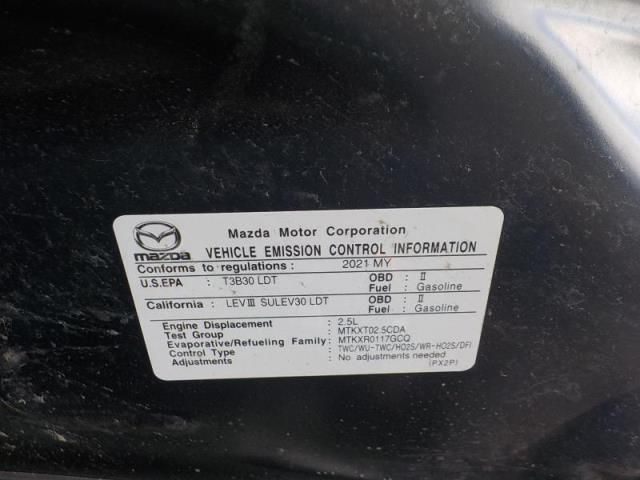 mazda
Mazda Motor Corporation
VEHICLE EMISSION CONTROL INFORMATION
Conforms to regulations : 2021 MY
U.S.EPA : T3B30 LDT OBD : II
Fuel : Gasoline
California : LEVⅢ SULEV30 LDT OBD : II
Fuel : Gasoline
Engine Displacement : 2.5L
Test Group : MTKXT02.5CDA
Evaporative/Refueling Family: MTKXR0117GCQ
Control Type : TWC/WU-TWC/HO2S/WR-HO2S/DFI
Adjustments : No adjustments needed
(PX2P)